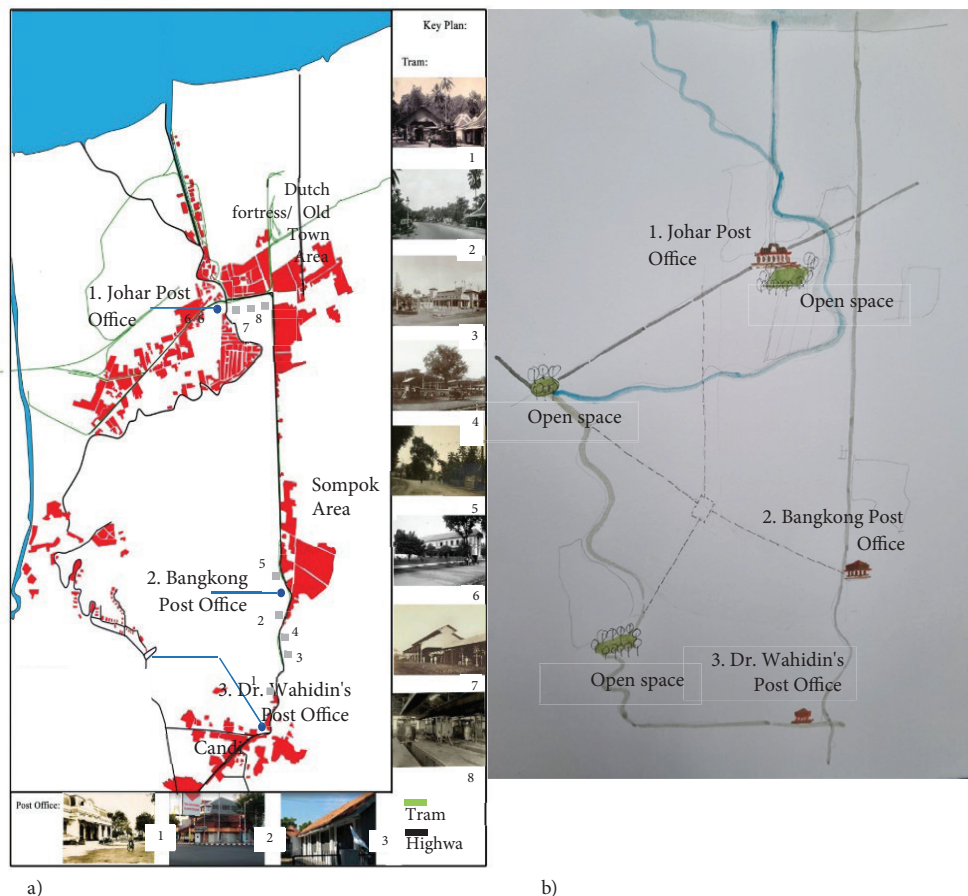 Key Plan:
Tram:
1
2
3
4
5
6
7
8
Dutch
fortress/ Old
Town
Area
1. Johar Post
Office
6 6
7
8
Sompok
Area
5
2. Bangkong
Post Office
2
4
3
1
3. Dr. Wahidin's
Post Office
Candi
Post Office:
1
2
3
Tram
Highwa
a)
1. Johar Post
Office
Open space
Open space
2. Bangkong Post
Office
3. Dr. Wahidin's
Post Office
Open space
b)